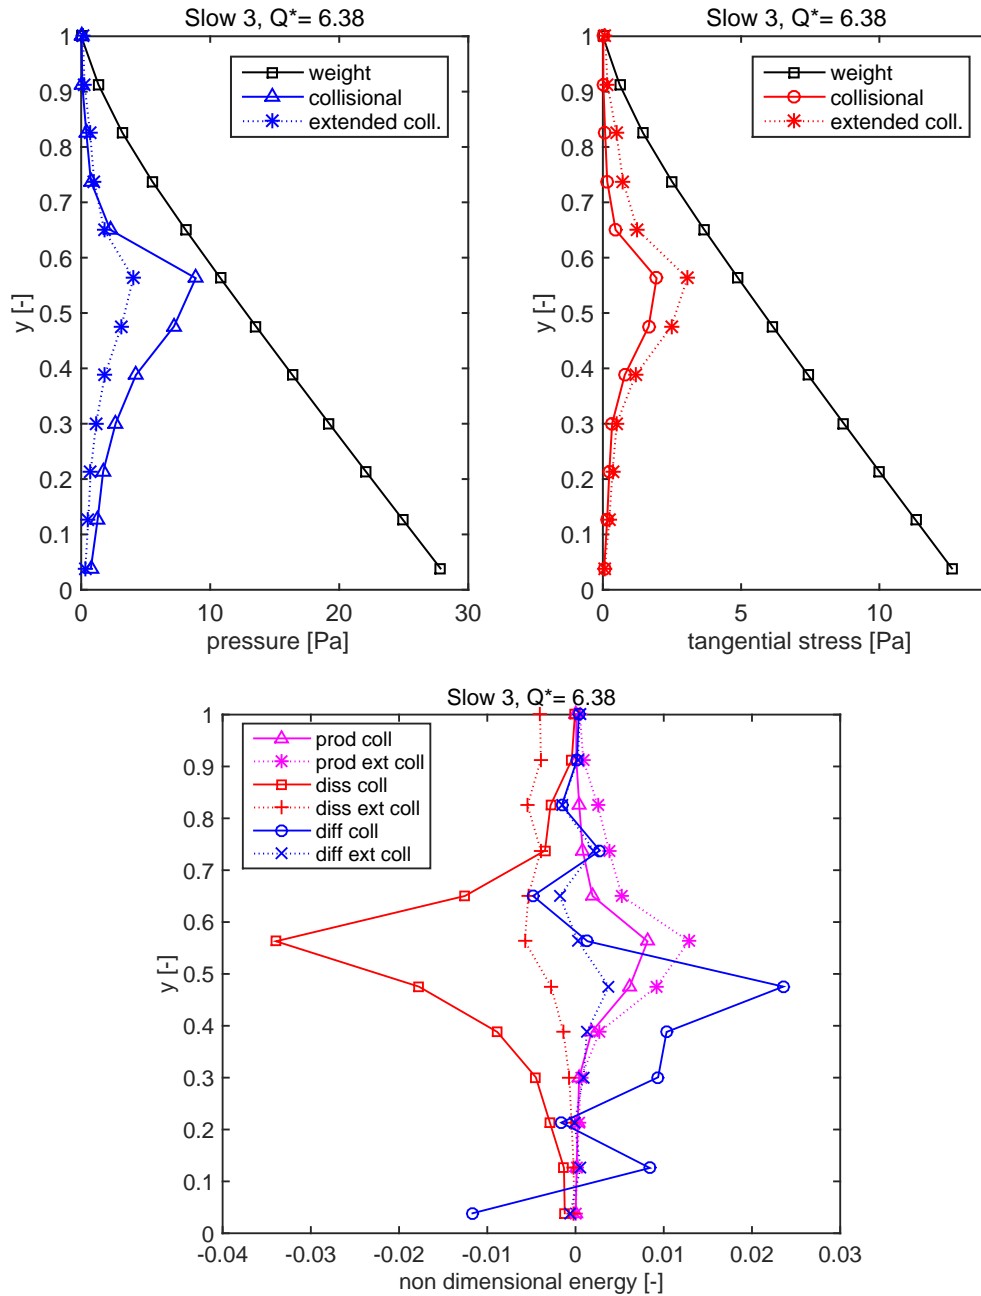 Slow 3, Q*= 6.38
1
0.9
0.8
0.7
0.6
0.5
0.4
0.3
0.2
0.1
0
y [-]
weight
collisional
extended coll.
0 10 20 30
pressure [Pa]
Slow 3, Q*= 6.38
1
0.9
0.8
0.7
0.6
0.5
0.4
0.3
0.2
0.1
0
y [-]
weight
collisional
extended coll.
0 5 10
tangential stress [Pa]
Slow 3, Q*= 6.38
1
0.9
0.8
0.7
0.6
0.5
0.4
0.3
0.2
0.1
0
y [-]
prod coll
prod ext coll
diss coll
diss ext coll
diff coll
diff ext coll
-0.04 -0.03 -0.02 -0.01 0 0.01 0.02 0.03
non dimensional energy [-]